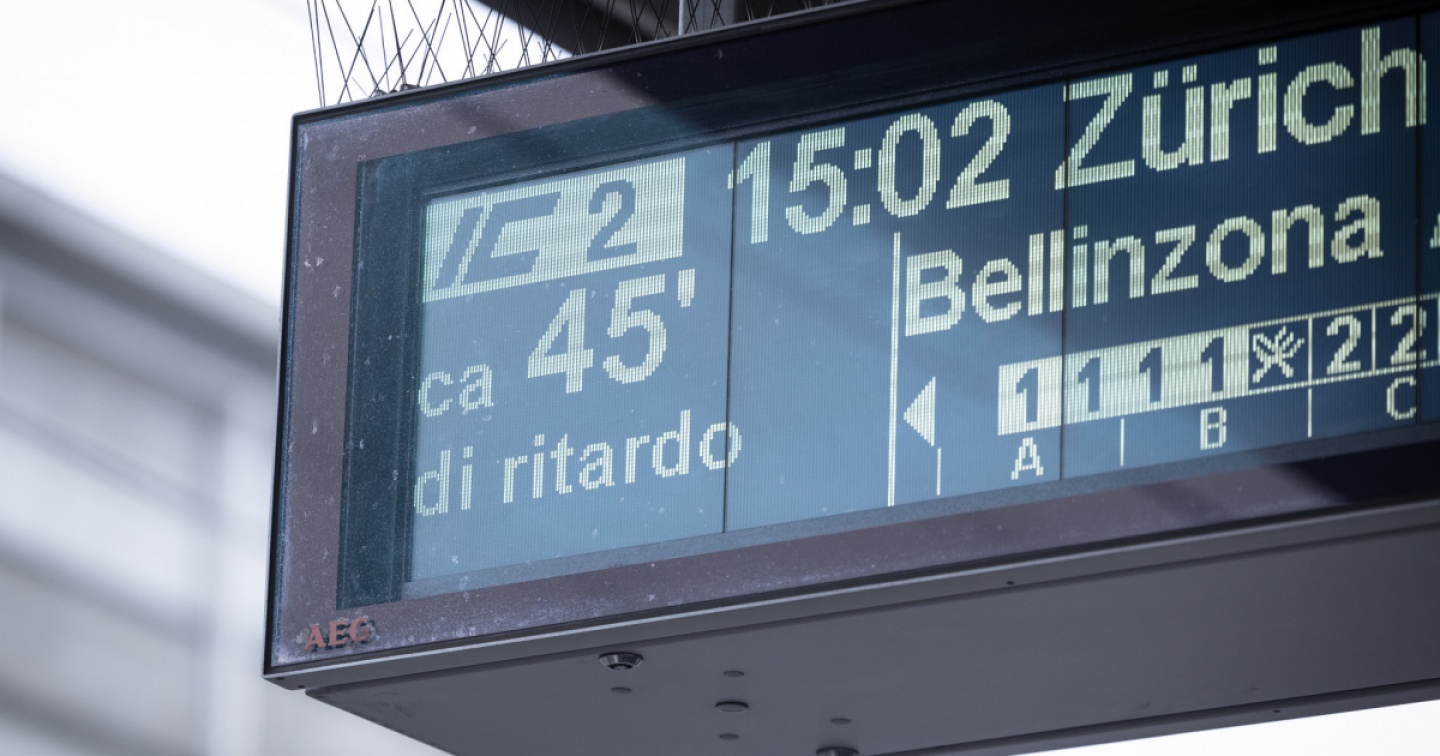 IC 2 15:02 Zürich
ca 45' Bellinzona
di ritardo
1 1 1 1 2 2
A B C
AEG